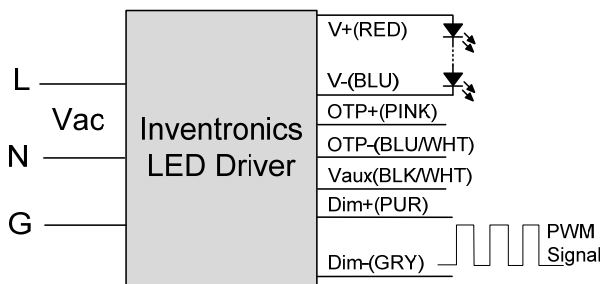 L
Vac
N
G
Inventronics
LED Driver
V+(RED)
V-(BLU)
OTP+(PINK)
OTP-(BLU/WHT)
Vaux(BLK/WHT)
Dim+(PUR)
Dim-(GRY)
PWM
Signal